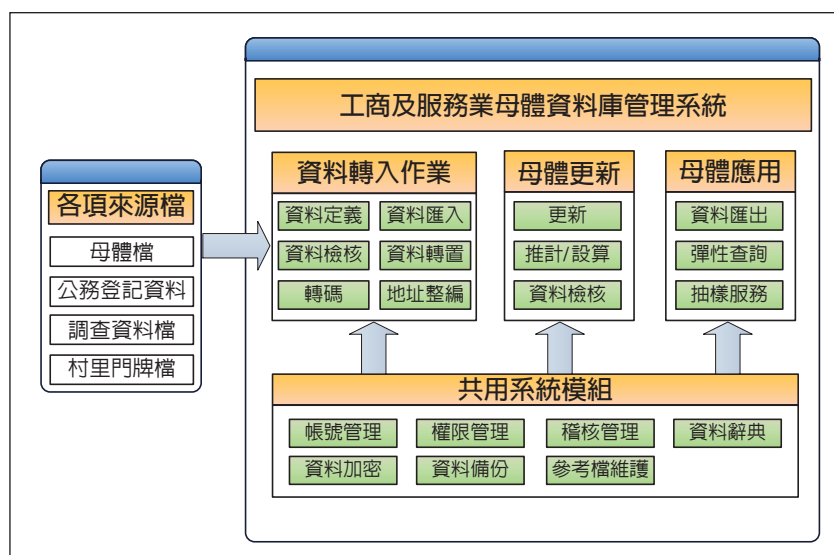 工商及服務業母體資料庫管理系統
各項來源檔
母體檔
公務登記資料
調查資料檔
村里門牌檔
資料轉入作業
資料定義 資料匯入
資料檢核 資料轉置
轉碼 地址整編
母體更新
更新
推計/設算
資料檢核
母體應用
資料匯出
彈性查詢
抽樣服務
共用系統模組
帳號管理 權限管理 稽核管理 資料辭典
資料加密 資料備份 參考檔維護